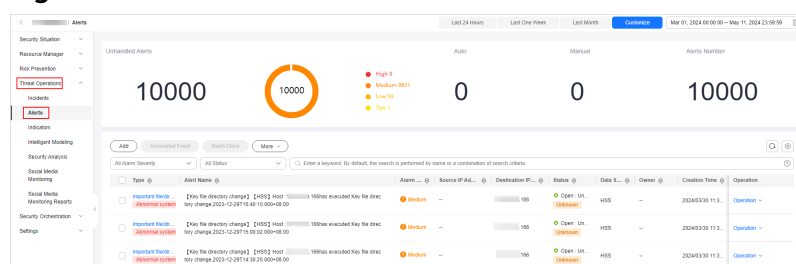 / Alerts
Last 24 Hours Last One Week Last Month Customize Mar 01, 2024 00:00:00 – May 11, 2024 23:59:59
Security Situation
Resource Manager
Risk Prevention
Threat Operations
Incidents
Alerts
Indicators
Intelligent Modeling
Security Analysis
Social Media
Monitoring
Social Media
Monitoring Reports
Security Orchestration
Settings
Unhandled Alerts Auto Manual Alerts Number
10000 10000 0 0 10000
High 9
Medium 9931
Low 59
Tips 1
Add Associated Event Batch Close More
All Alarm Severity All Status Enter a keyword. By default, the search is performed by name or a combination of search criteria.
Type Alert Name Alarm ... Source IP Ad... Destination IP... Status Data S... Owner Creation Time Operation
Important file/dir... 【Key file directory change】 【HSS】 Host : 166has executed Key file direc
Abnormal system tory change,2023-12-29T16:40:10.000+08:00
Medium -- .166 Open · Un... Unknown HSS -- 2024/03/30 11:3... Operation
Important file/dir... 【Key file directory change】 【HSS】 Host : .166has executed Key file direc
Abnormal system tory change,2023-12-29T15:00:02.000+08:00
Medium -- .166 Open · Un... Unknown HSS -- 2024/03/30 11:3... Operation
Important file/dir... 【Key file directory change】 【HSS】 Host : .166has executed Key file direc
Abnormal system tory change,2023-12-29T14:30:20.000+08:00
Medium -- .166 Open · Un... Unknown HSS -- 2024/03/30 11:3... Operation